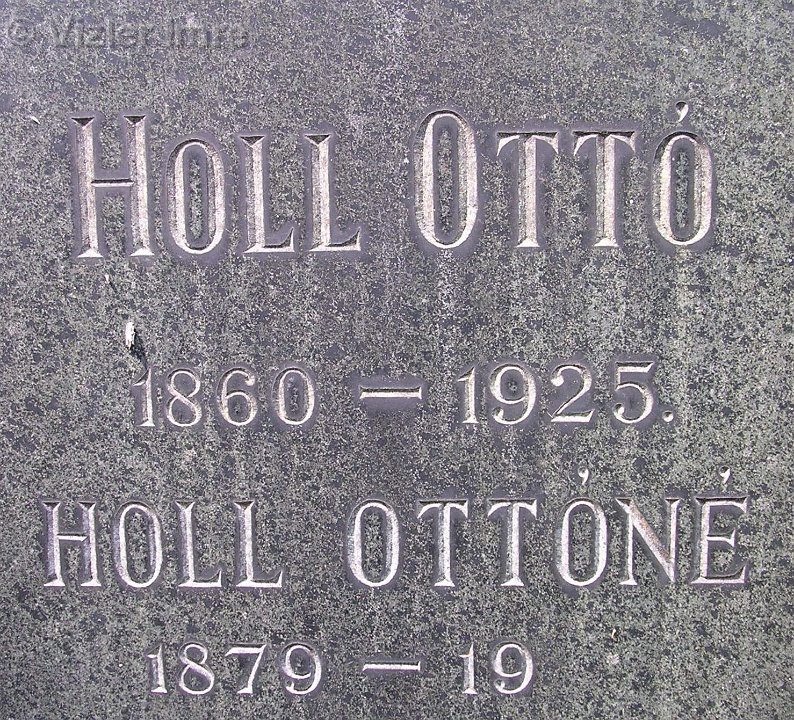 © Vizler Imre
HOLL OTTÓ
1860 – 1925.
HOLL OTTÓNÉ
1879 – 19